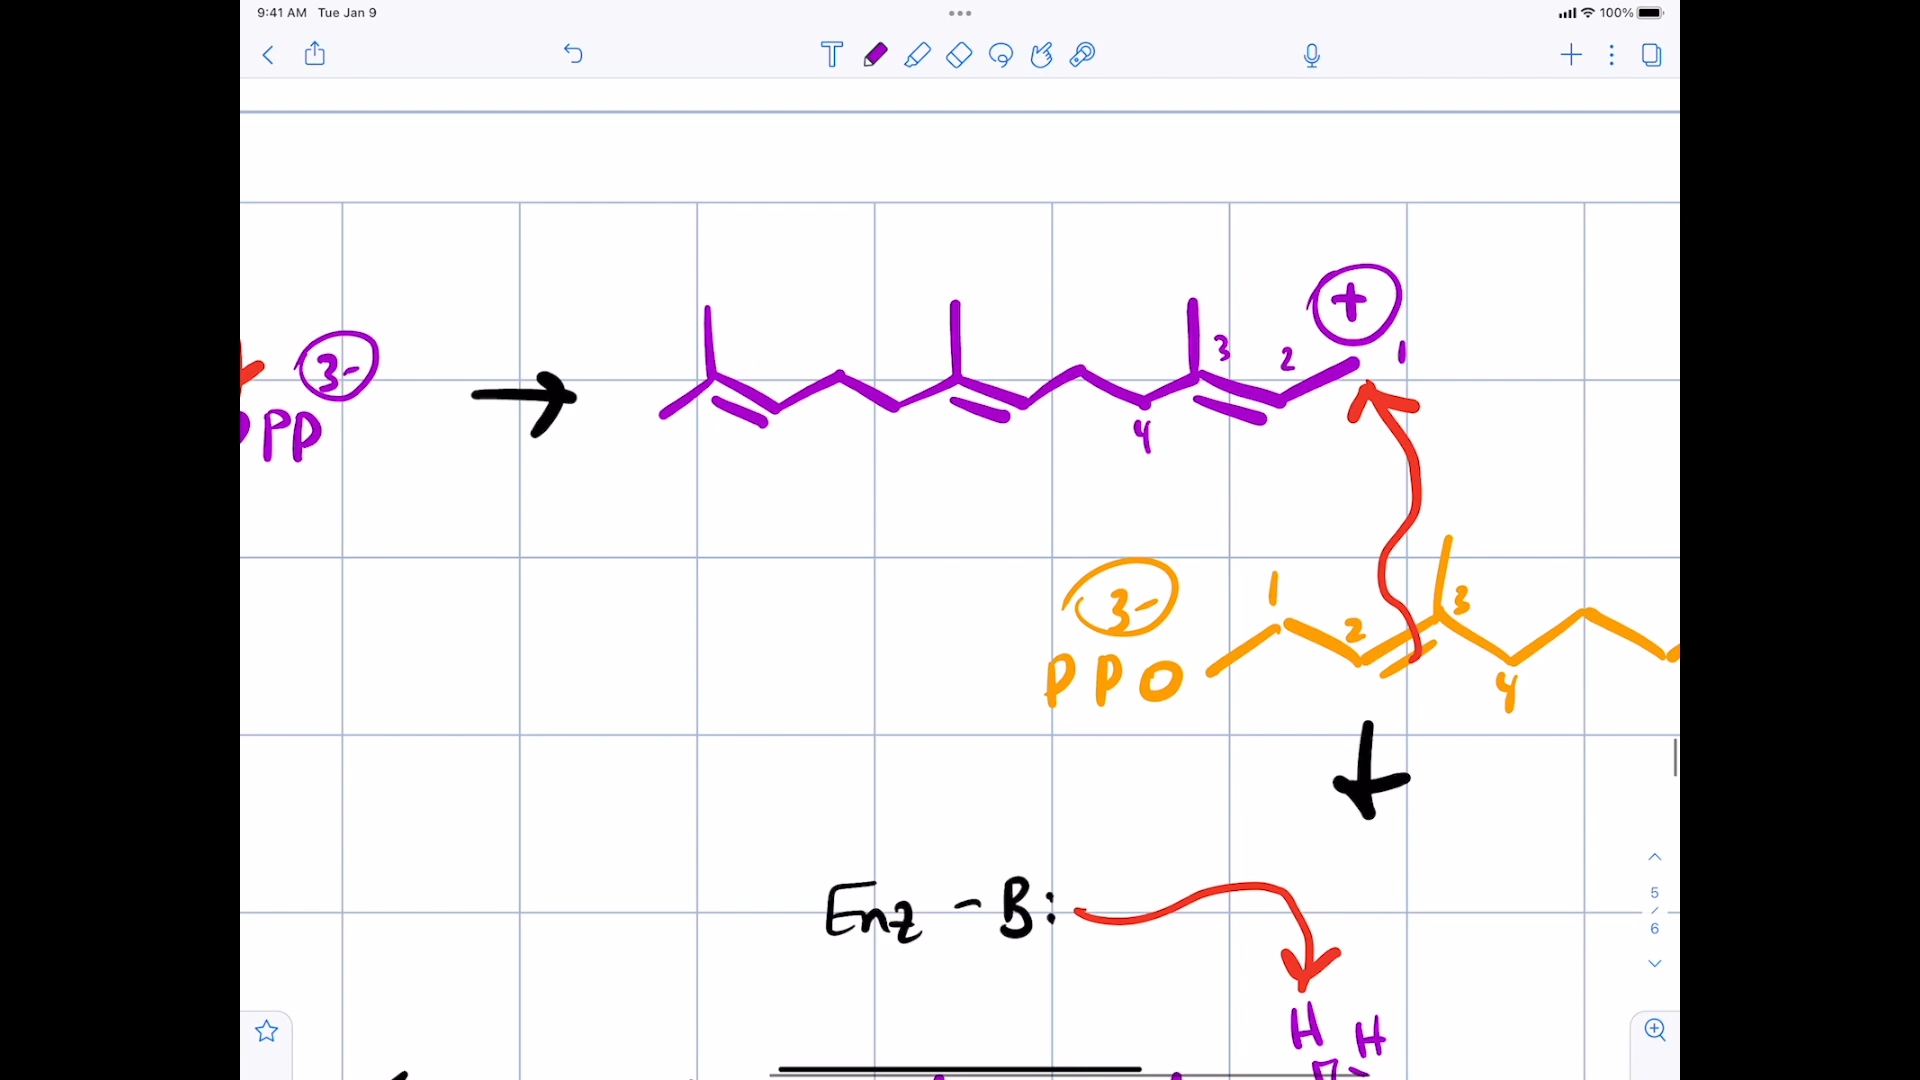 9:41 AM Tue Jan 9
100%
T
+
3 2 1
3-
PP
4
3-
1 2 3
PPO
4
Enz - B:
5
/
6
H H